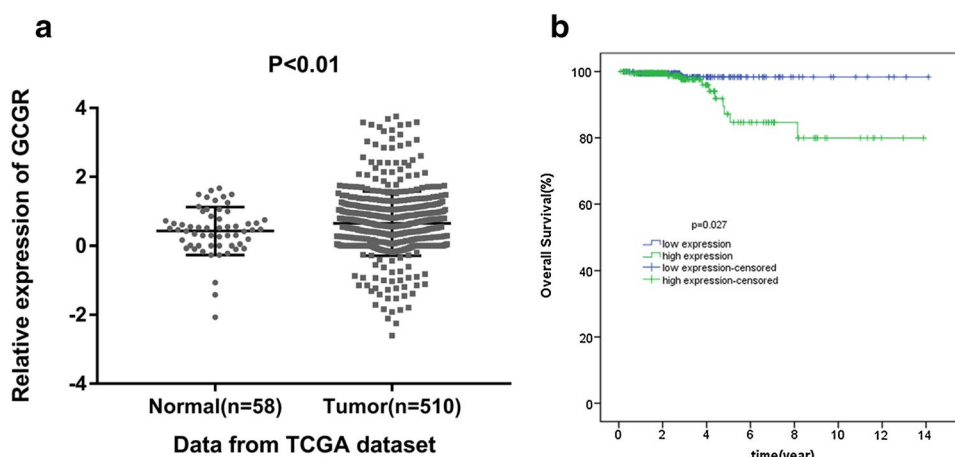 a
P<0.01
Relative expression of GCGR
4
2
0
-2
-4
Normal(n=58)
Tumor(n=510)
Data from TCGA dataset
b
Overall Survival(%)
100
80
60
40
20
0
p=0.027
low expression
high expression
low expression-censored
high expression-censored
0 2 4 6 8 10 12 14
time(year)